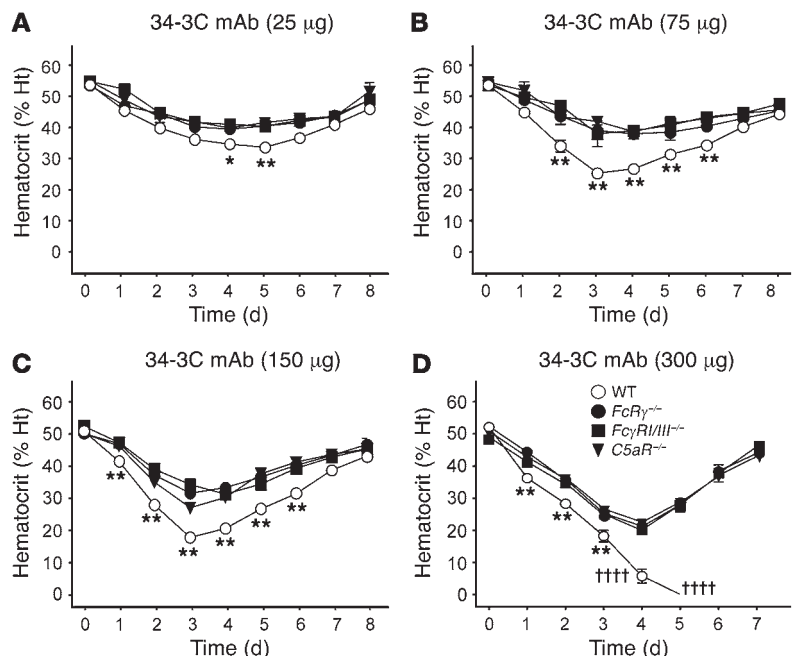 A
34-3C mAb (25 μg)
Hematocrit (% Ht)
60
50
40
30
20
10
0
*
**
0 1 2 3 4 5 6 7 8
Time (d)
B
34-3C mAb (75 μg)
Hematocrit (% Ht)
60
50
40
30
20
10
0
**
**
**
**
**
0 1 2 3 4 5 6 7 8
Time (d)
C
34-3C mAb (150 μg)
Hematocrit (% Ht)
60
50
40
30
20
10
0
**
**
**
**
**
**
0 1 2 3 4 5 6 7 8
Time (d)
D
34-3C mAb (300 μg)
Hematocrit (% Ht)
60
50
40
30
20
10
0
WT
FcRγ–/–
FcγRI/III–/–
C5aR–/–
**
**
**
††††
††††
0 1 2 3 4 5 6 7
Time (d)